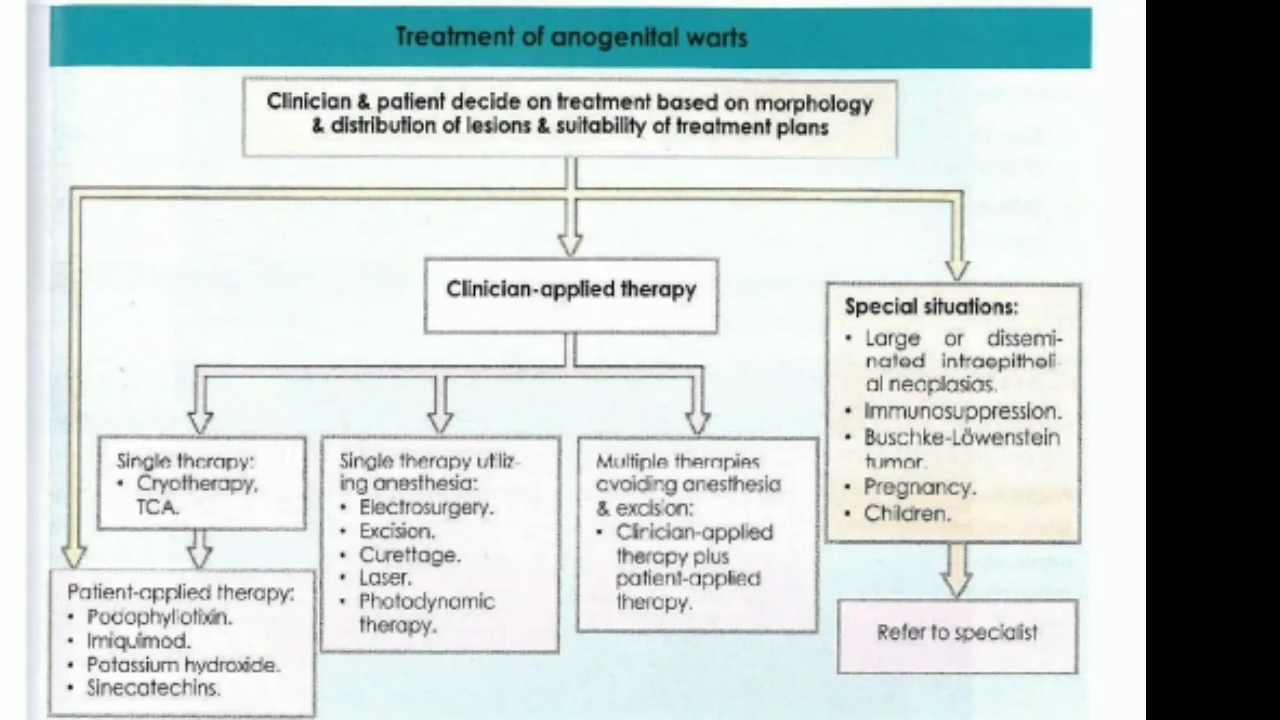 Treatment of anogenital warts
Clinician & patient decide on treatment based on morphology
& distribution of lesions & suitability of treatment plans
Clinician-applied therapy
Special situations:
• Large or dissemi-
nated intraepitheli-
al neoplasias.
• Immunosuppression.
• Buschke-Löwenstein
tumor.
• Pregnancy.
• Children.
Single therapy:
• Cryotherapy,
TCA.
Single therapy utiliz-
ing anesthesia:
• Electrosurgery.
• Excision.
• Curettage.
• Laser.
• Photodynamic
therapy.
Multiple therapies
avoiding anesthesia
& excision:
• Clinician-applied
therapy plus
patient-applied
therapy.
Patient-applied therapy:
• Podophyllotixin.
• Imiquimod.
• Potassium hydroxide.
• Sinecatechins.
Refer to specialist